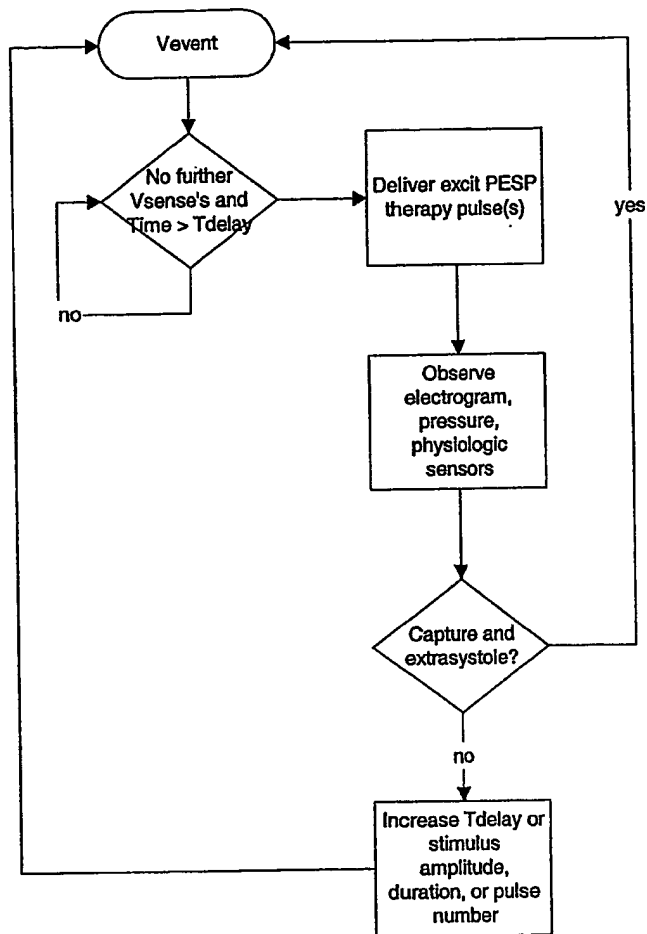 Vevent
No further
Vsense's and
Time > Tdelay
no
Deliver excit PESP
therapy pulse(s)
yes
Observe
electrogram,
pressure,
physiologic
sensors
Capture and
extrasystole?
no
Increase Tdelay or
stimulus
amplitude,
duration, or pulse
number